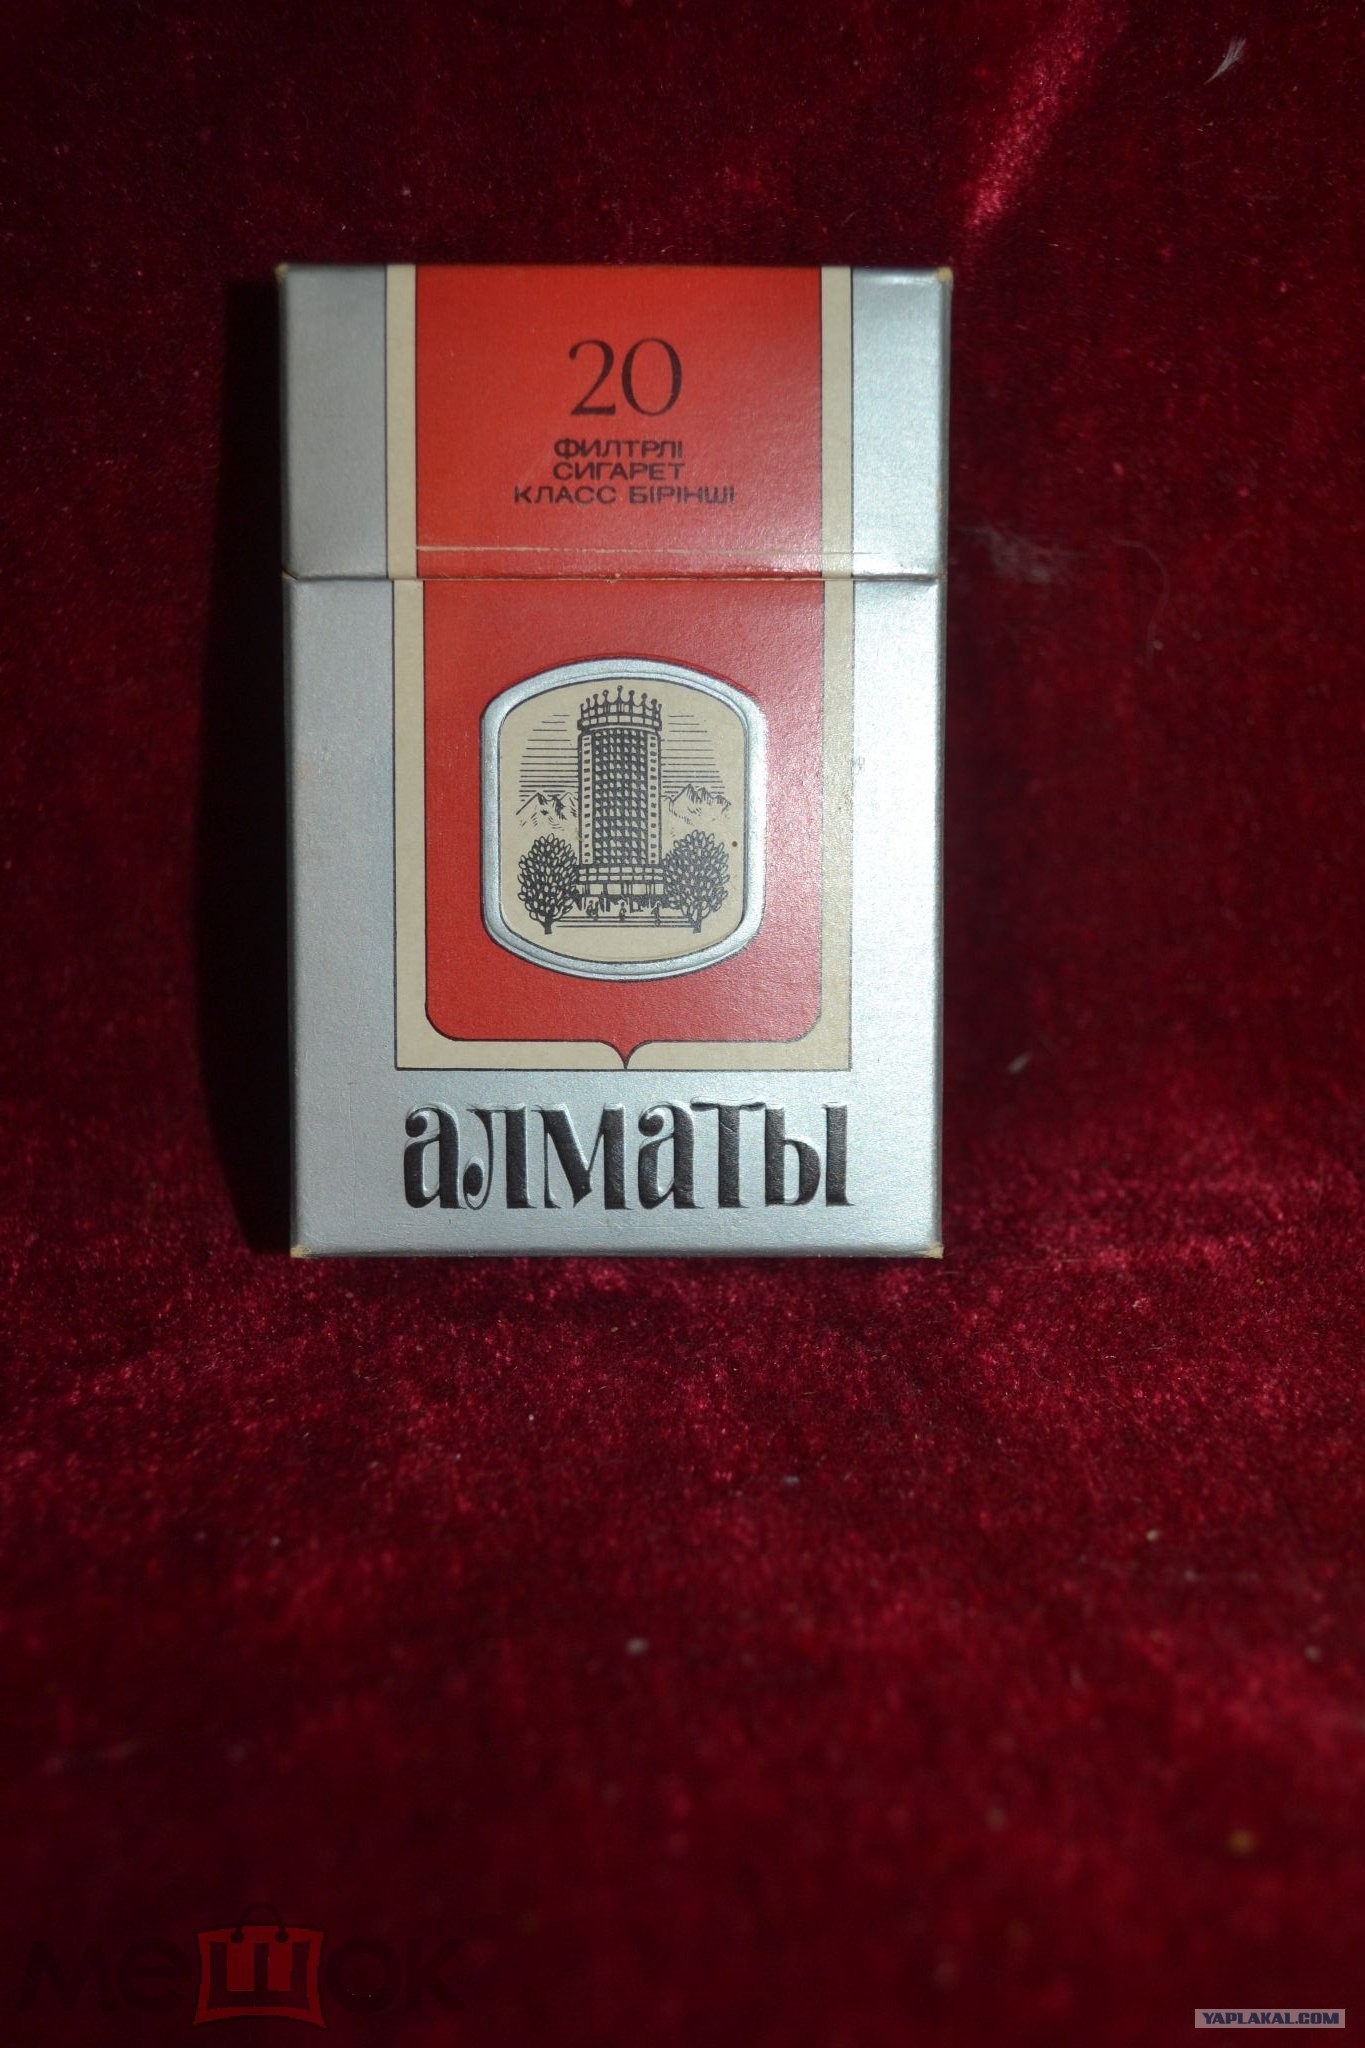 20
ФИЛТРЛІ
СИГАРЕТ
КЛАСС БІРІНШІ
алматы
мешок
YAPLAKAL.COM